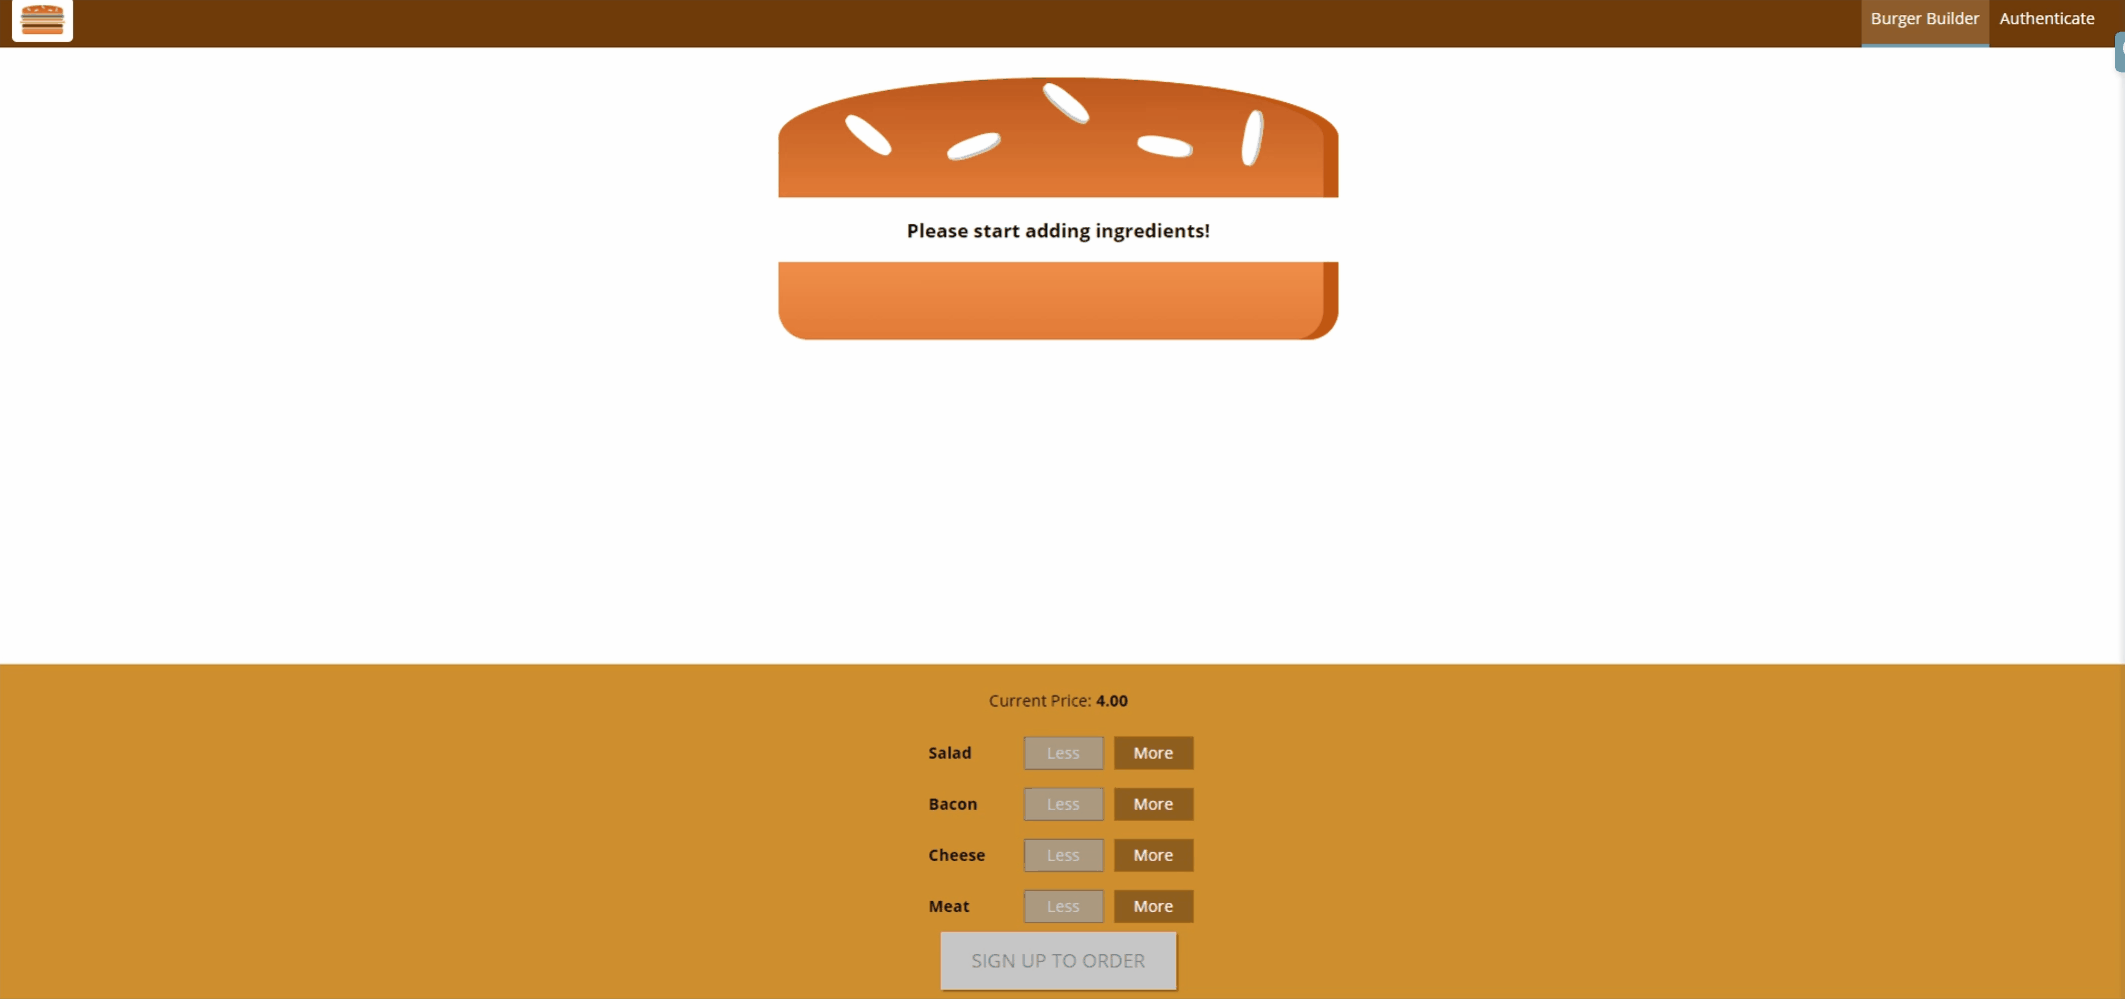 Burger Builder Authenticate
Please start adding ingredients!
Current Price: 4.00
Salad Less More
Bacon Less More
Cheese Less More
Meat Less More
SIGN UP TO ORDER